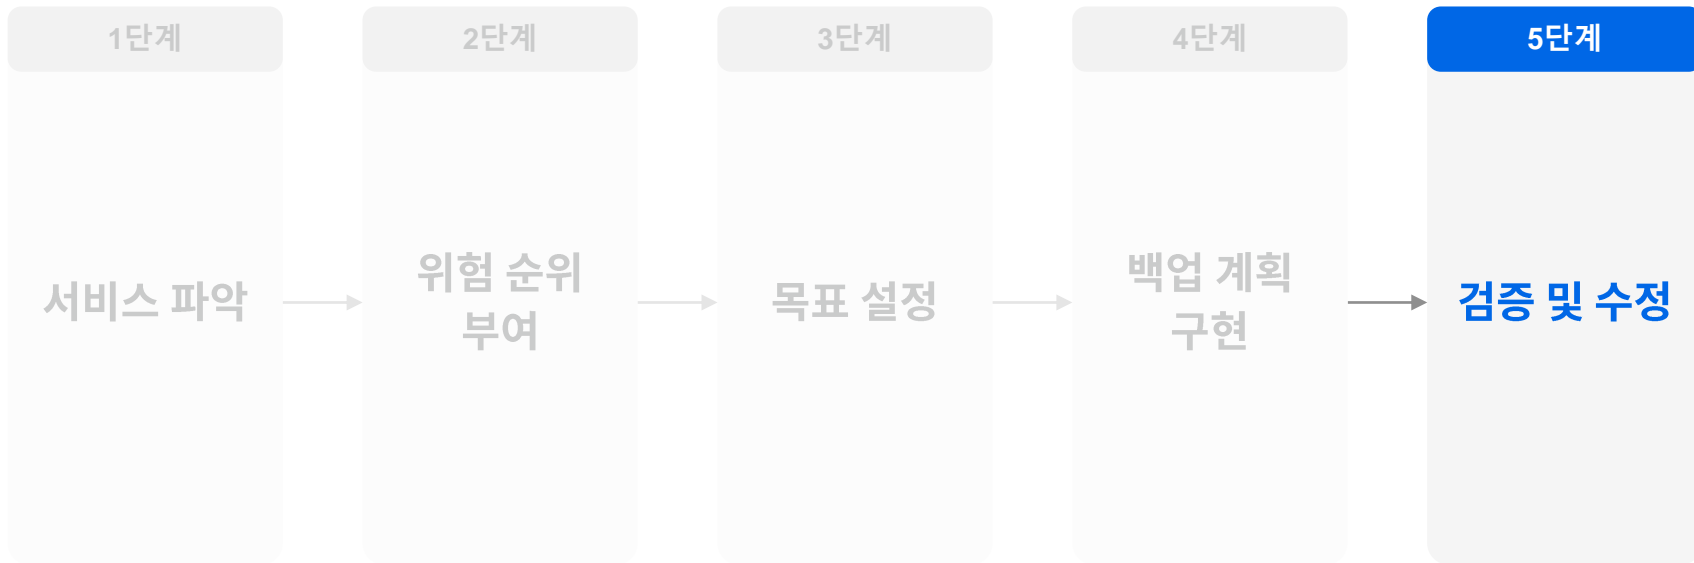 1단계
서비스 파악
2단계
위험 순위
부여
3단계
목표 설정
4단계
백업 계획
구현
5단계
검증 및 수정